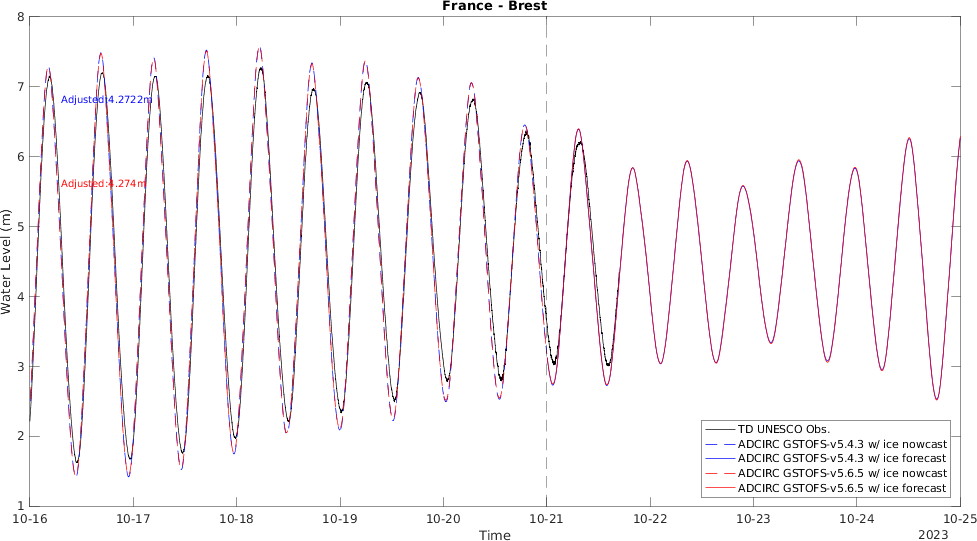 France - Brest
8
7
6
5
4
3
2
1
Water Level (m)
Adjusted:4.2722m
Adjusted:4.274m
TD UNESCO Obs.
ADCIRC GSTOFS-v5.4.3 w/ ice nowcast
ADCIRC GSTOFS-v5.4.3 w/ ice forecast
ADCIRC GSTOFS-v5.6.5 w/ ice nowcast
ADCIRC GSTOFS-v5.6.5 w/ ice forecast
10-16 10-17 10-18 10-19 10-20 10-21 10-22 10-23 10-24 10-25
Time
2023